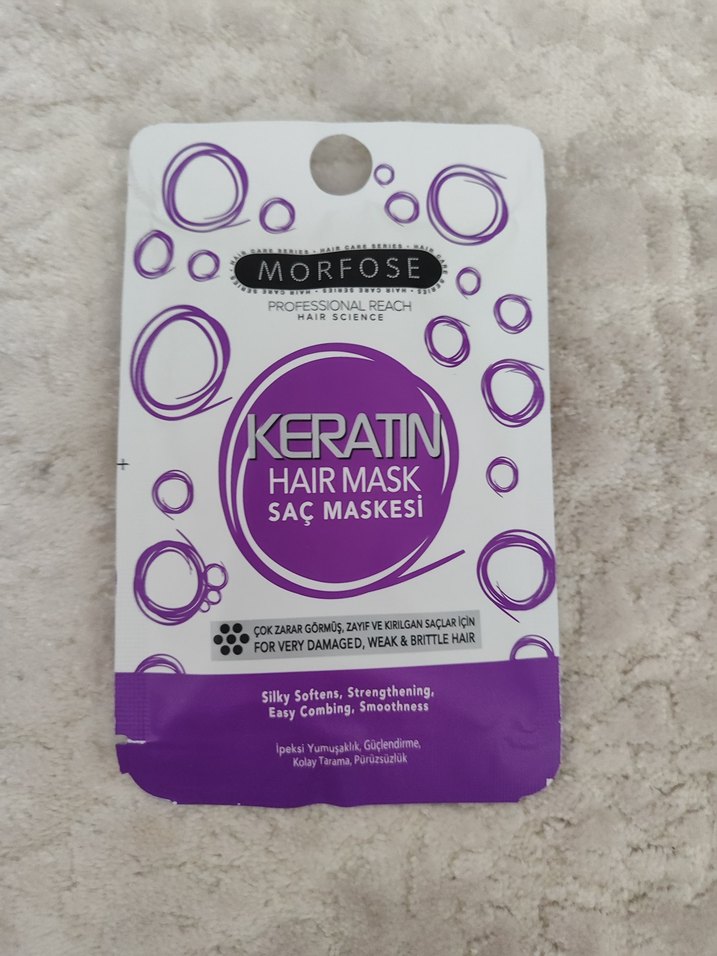 HAIR CARE SERIES • HAIR CARE SERIES • HAIR CARE SERIES • HAIR CARE SERIES •
MORFOSE
PROFESSIONAL REACH
HAIR SCIENCE
KERATIN
HAIR MASK
SAÇ MASKESİ
ÇOK ZARAR GÖRMÜŞ, ZAYIF VE KIRILGAN SAÇLAR İÇİN
FOR VERY DAMAGED, WEAK & BRITTLE HAIR
Silky Softens, Strengthening,
Easy Combing, Smoothness
İpeksi Yumuşaklık, Güçlendirme,
Kolay Tarama, Pürüzsüzlük